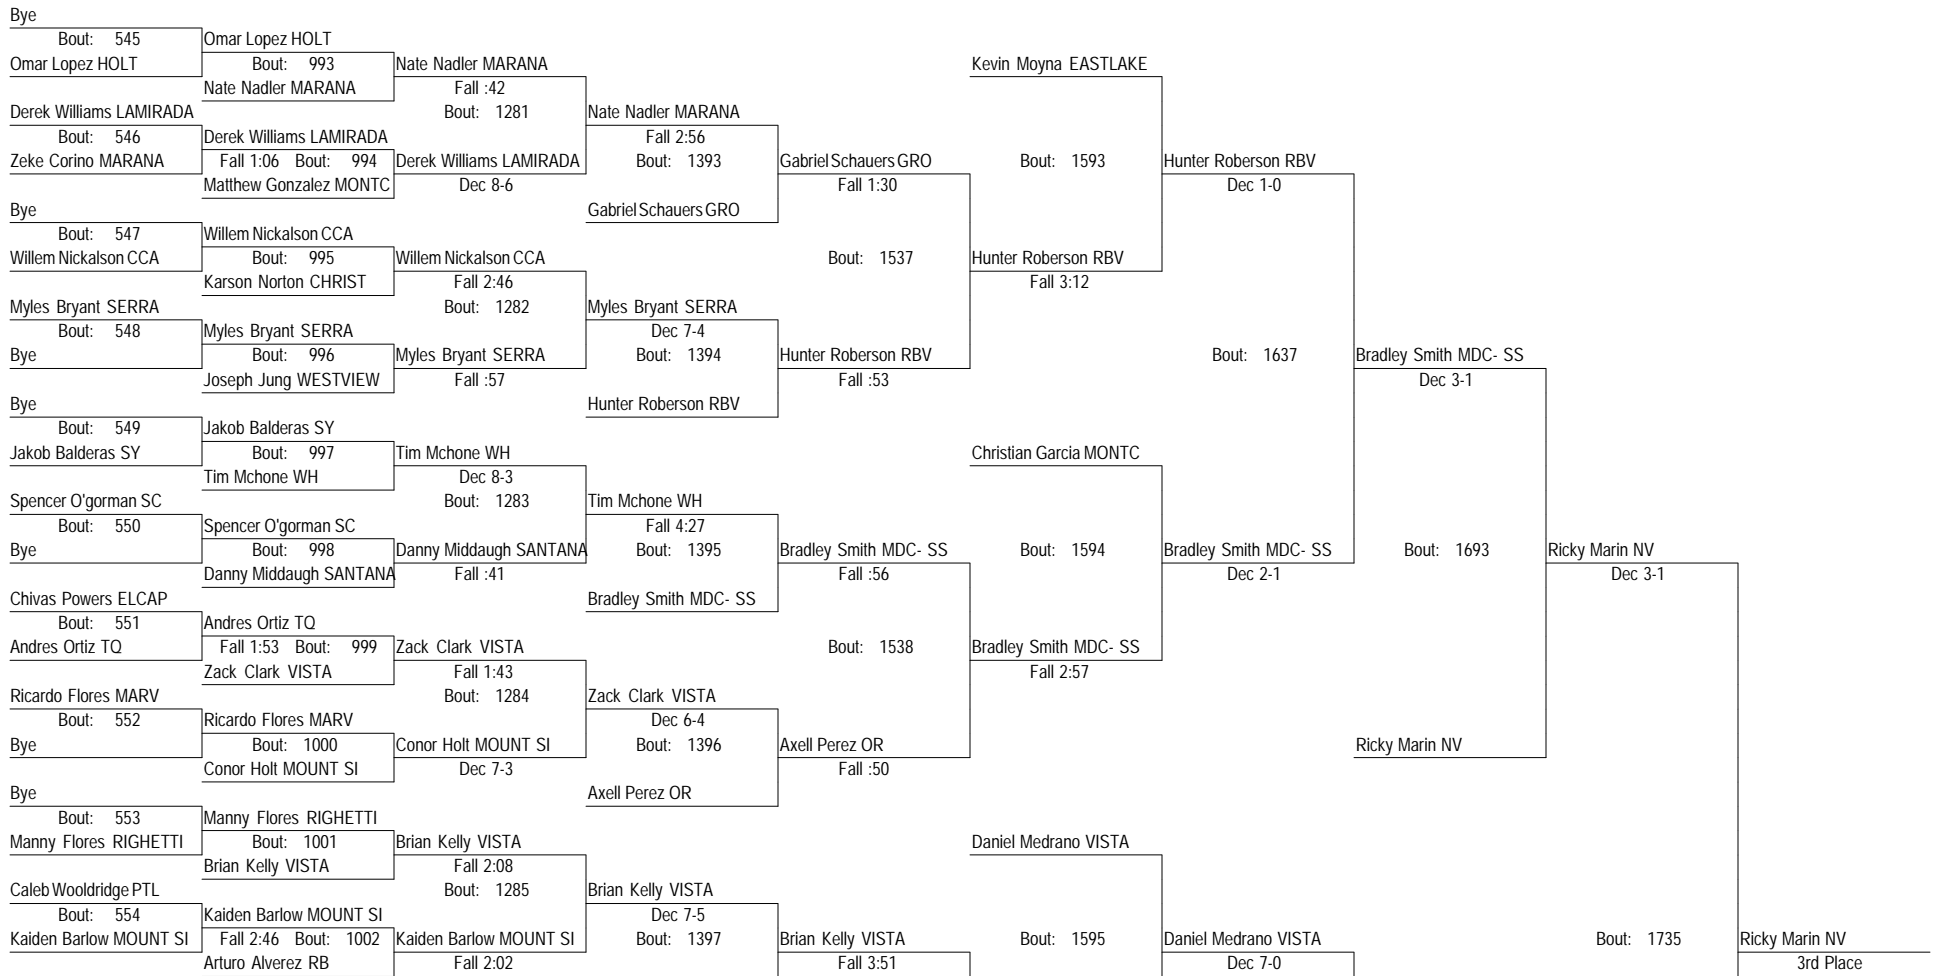 Bye
Bout: 545
Omar Lopez HOLT
Omar Lopez HOLT
Bout: 993
Nate Nadler MARANA
Nate Nadler MARANA
Fall :42
Bout: 1281
Derek Williams LAMIRADA
Bout: 546
Zeke Corino MARANA
Derek Williams LAMIRADA
Fall 1:06 Bout: 994
Matthew Gonzalez MONTC
Derek Williams LAMIRADA
Dec 8-6
Nate Nadler MARANA
Fall 2:56
Bout: 1393
Gabriel Schauers GRO
Gabriel Schauers GRO
Fall 1:30
Bout: 1537
Bye
Bout: 547
Willem Nickalson CCA
Willem Nickalson CCA
Bout: 995
Karson Norton CHRIST
Willem Nickalson CCA
Fall 2:46
Bout: 1282
Myles Bryant SERRA
Bout: 548
Bye
Myles Bryant SERRA
Bout: 996
Joseph Jung WESTVIEW
Myles Bryant SERRA
Fall :57
Myles Bryant SERRA
Dec 7-4
Bout: 1394
Hunter Roberson RBV
Hunter Roberson RBV
Fall :53
Kevin Moyna EASTLAKE
Bout: 1593
Hunter Roberson RBV
Fall 3:12
Hunter Roberson RBV
Dec 1-0
Bout: 1637
Bye
Bout: 549
Jakob Balderas SY
Jakob Balderas SY
Bout: 997
Tim Mchone WH
Tim Mchone WH
Dec 8-3
Bout: 1283
Spencer O'gorman SC
Bout: 550
Bye
Spencer O'gorman SC
Bout: 998
Danny Middaugh SANTANA
Danny Middaugh SANTANA
Fall :41
Tim Mchone WH
Fall 4:27
Bout: 1395
Bradley Smith MDC- SS
Bradley Smith MDC- SS
Fall :56
Bout: 1538
Chivas Powers ELCAP
Bout: 551
Andres Ortiz TQ
Andres Ortiz TQ
Fall 1:53 Bout: 999
Zack Clark VISTA
Zack Clark VISTA
Fall 1:43
Bout: 1284
Ricardo Flores MARV
Bout: 552
Bye
Ricardo Flores MARV
Bout: 1000
Conor Holt MOUNT SI
Conor Holt MOUNT SI
Dec 7-3
Zack Clark VISTA
Dec 6-4
Bout: 1396
Axell Perez OR
Axell Perez OR
Fall :50
Christian Garcia MONTC
Bout: 1594
Bradley Smith MDC- SS
Fall 2:57
Bradley Smith MDC- SS
Dec 2-1
Bradley Smith MDC- SS
Dec 3-1
Bout: 1693
Ricky Marin NV
Ricky Marin NV
Dec 3-1
Bye
Bout: 553
Manny Flores RIGHETTI
Manny Flores RIGHETTI
Bout: 1001
Brian Kelly VISTA
Brian Kelly VISTA
Fall 2:08
Bout: 1285
Caleb Wooldridge PTL
Bout: 554
Kaiden Barlow MOUNT SI
Kaiden Barlow MOUNT SI
Fall 2:46 Bout: 1002
Arturo Alverez RB
Kaiden Barlow MOUNT SI
Fall 2:02
Brian Kelly VISTA
Dec 7-5
Bout: 1397
Brian Kelly VISTA
Fall 3:51
Daniel Medrano VISTA
Bout: 1595
Daniel Medrano VISTA
Dec 7-0
Bout: 1735
Ricky Marin NV
3rd Place